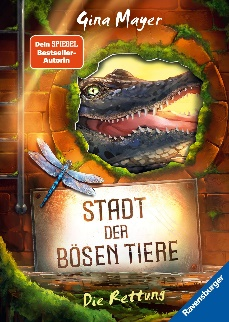 Gina Mayer
Dein SPIEGEL
Bestseller-
Autorin
STADT
DER
BÖSEN TIERE
Die Rettung
Ravensburger